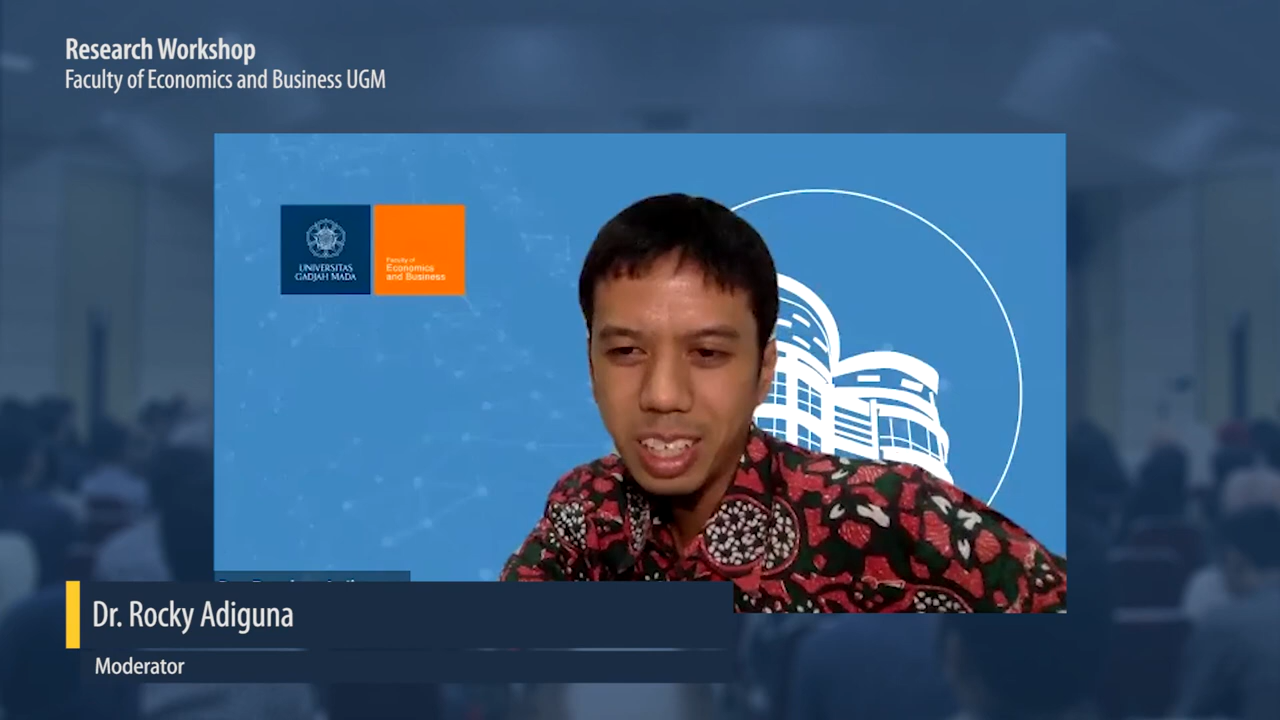 Research Workshop
Faculty of Economics and Business UGM
UNIVERSITAS
GADJAH MADA
Faculty of
Economics
and Business
Dr. Rocky Adiguna
Moderator